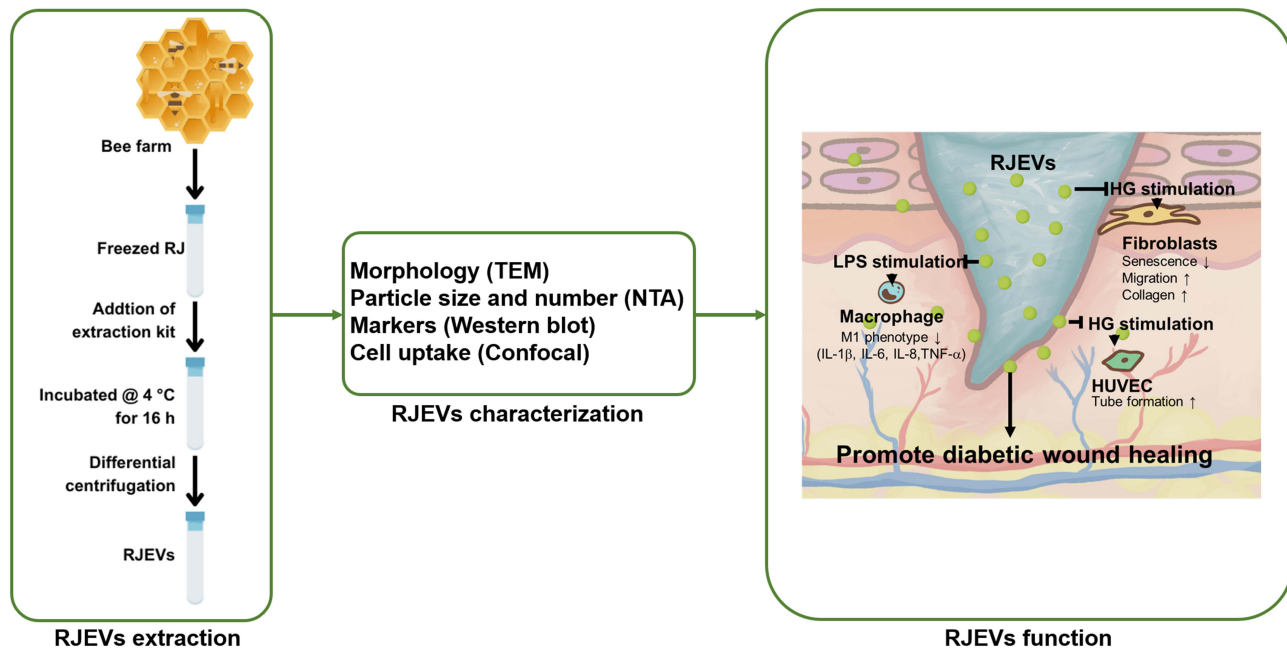 Bee farm
Freezed RJ
Addtion of
extraction kit
Incubated @ 4 °C
for 16 h
Differential
centrifugation
RJEVs
RJEVs extraction
Morphology (TEM)
Particle size and number (NTA)
Markers (Western blot)
Cell uptake (Confocal)
RJEVs characterization
RJEVs
HG stimulation
Fibroblasts
Senescence ↓
Migration ↑
Collagen ↑
LPS stimulation
Macrophage
M1 phenotype ↓
(IL-1β, IL-6, IL-8,TNF-α)
HG stimulation
HUVEC
Tube formation ↑
Promote diabetic wound healing
RJEVs function